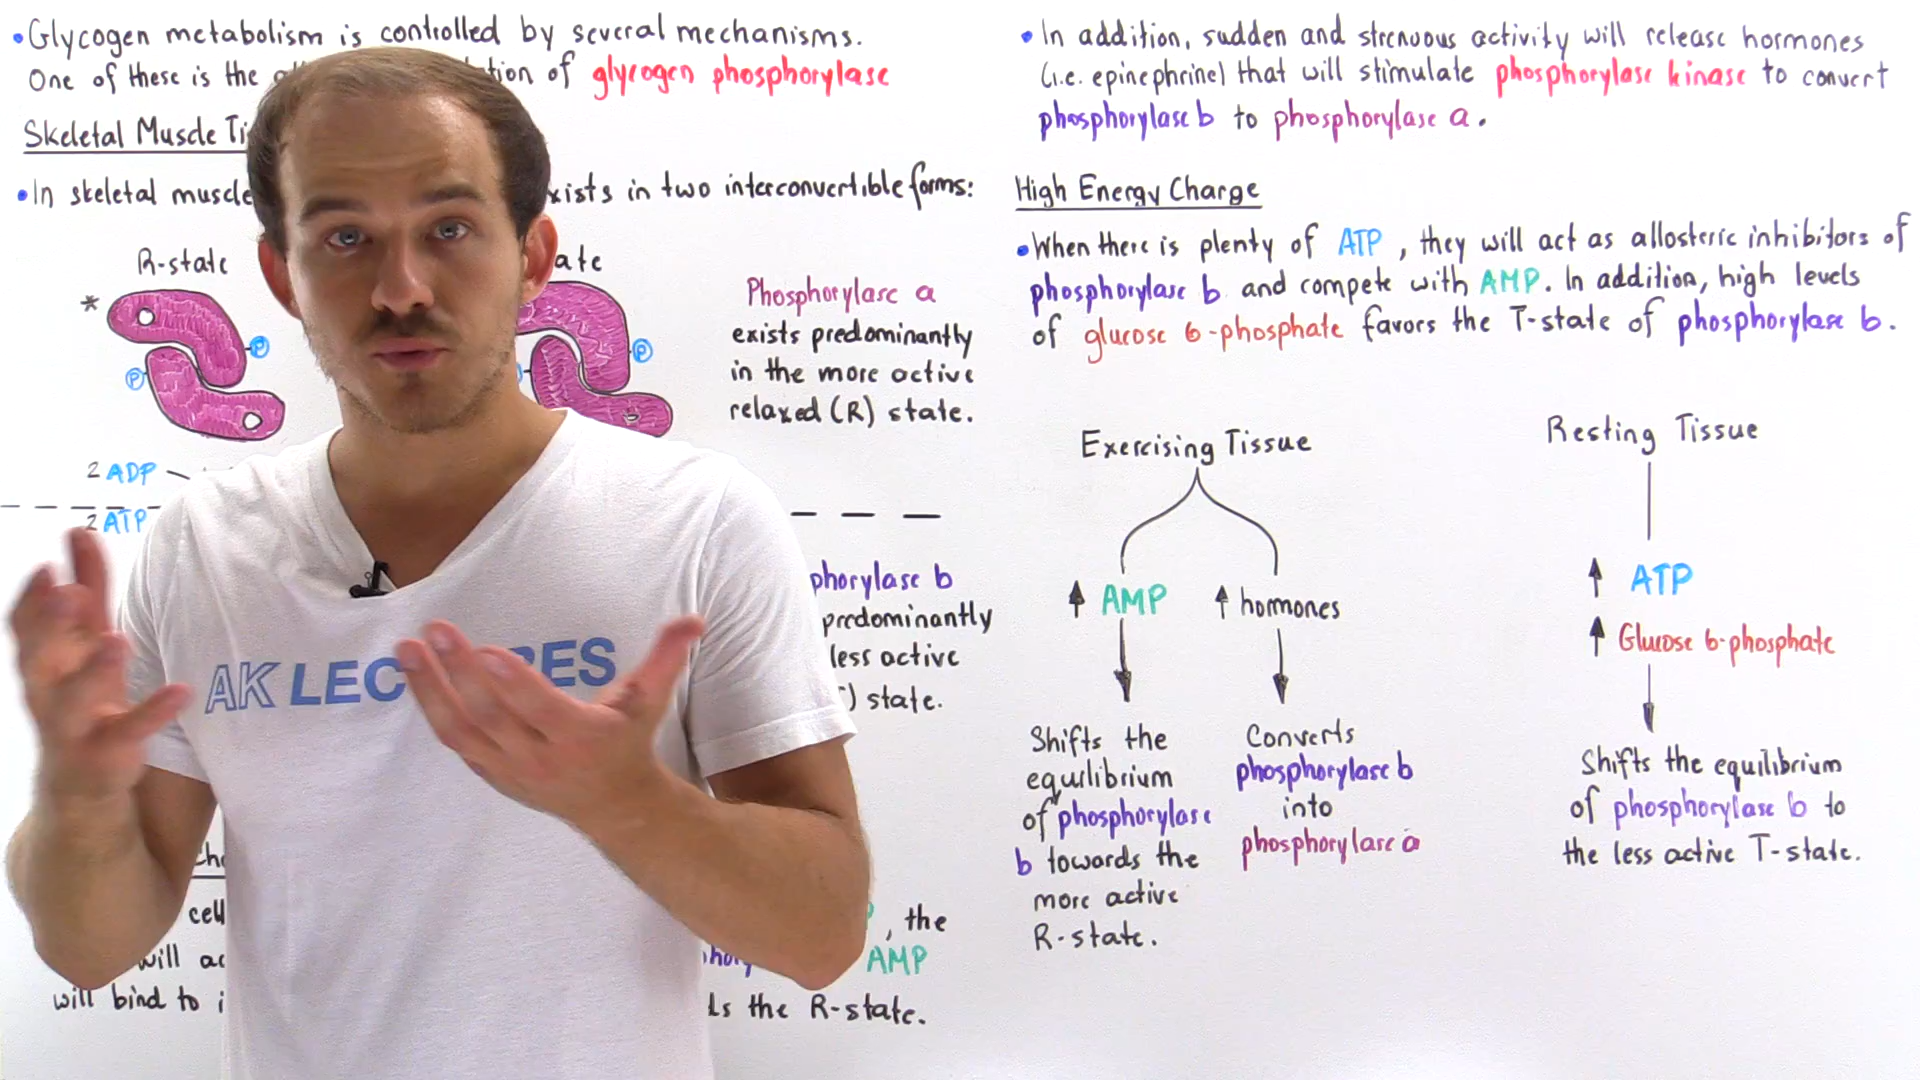 •Glycogen metabolism is controlled by several mechanisms.
One of these is the tion of glycogen phosphorylase
Skeletal Muscle Ti
•In skeletal muscle xists in two interconvertible forms:
R-state
ate
*
P
P
P
Phosphorylase a
exists predominantly
in the more active
relaxed (R) state.
2 ADP
2 ATP
phorylase b
predominantly
less active
) state.
cell , the
will ac AMP
will bind to i ds the R-state.
AK LEC RES
•In addition, sudden and strenuous activity will release hormones
(i.e. epinephrine) that will stimulate phosphorylase kinase to convert
phosphorylase b to phosphorylase a.
High Energy Charge
•When there is plenty of ATP, they will act as allosteric inhibitors of
phosphorylase b and compete with AMP. In addition, high levels
of glucose 6-phosphate favors the T-state of phosphorylase b.
Exercising Tissue
↑ AMP
↑ hormones
Shifts the
equilibrium
of phosphorylase
b towards the
more active
R-state.
Converts
phosphorylase b
into
phosphorylase a
Resting Tissue
↑ ATP
↑ Glucose 6-phosphate
Shifts the equilibrium
of phosphorylase b to
the less active T-state.